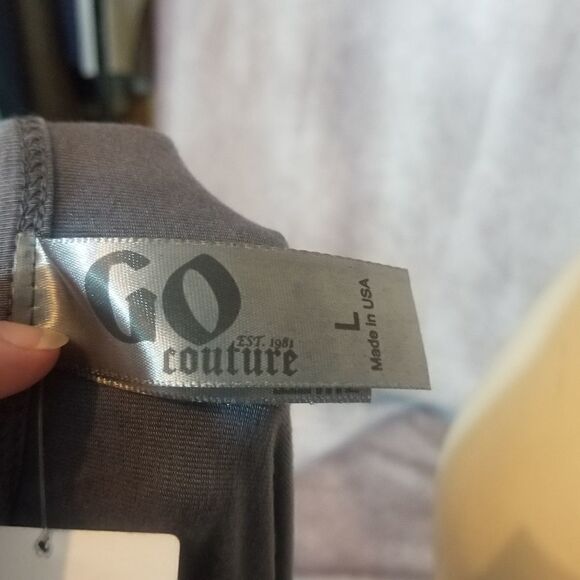 GO
EST. 1981
couture
L
Made in USA